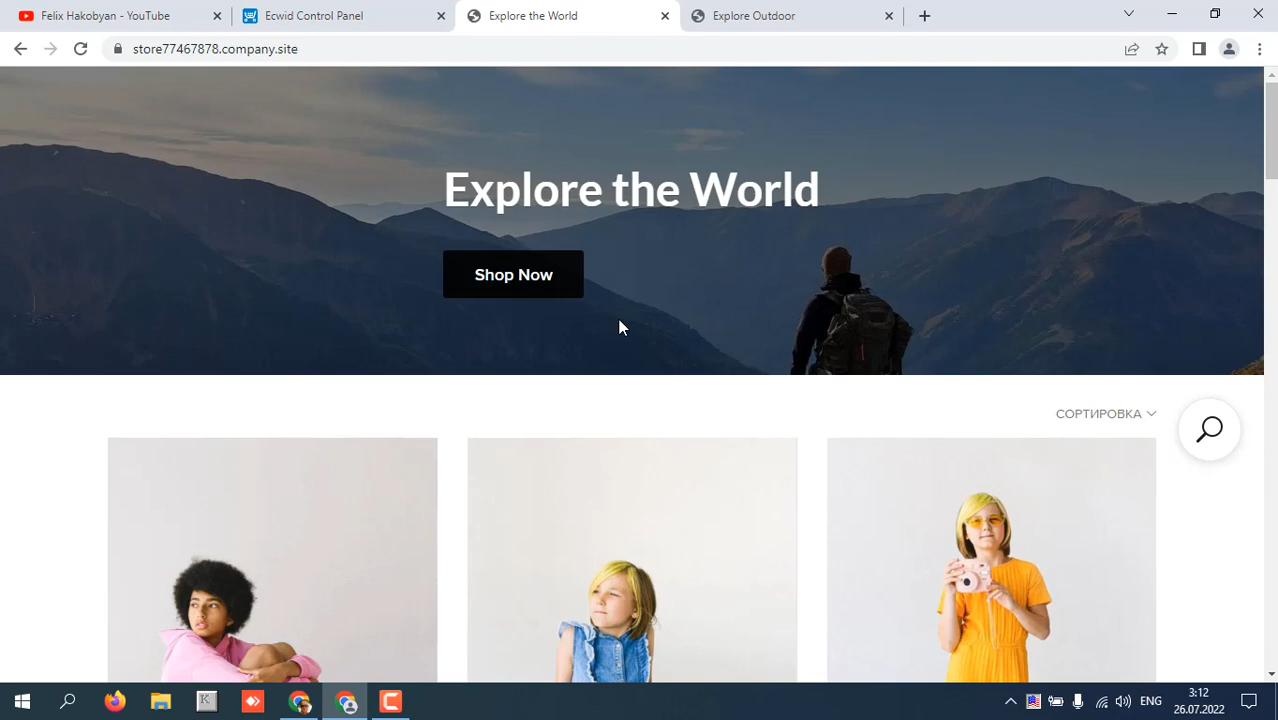 Felix Hakobyan - YouTube
Ecwid Control Panel
Explore the World
Explore Outdoor
store77467878.company.site
Explore the World
Shop Now
СОРТИРОВКА
K
ENG
3:12
26.07.2022